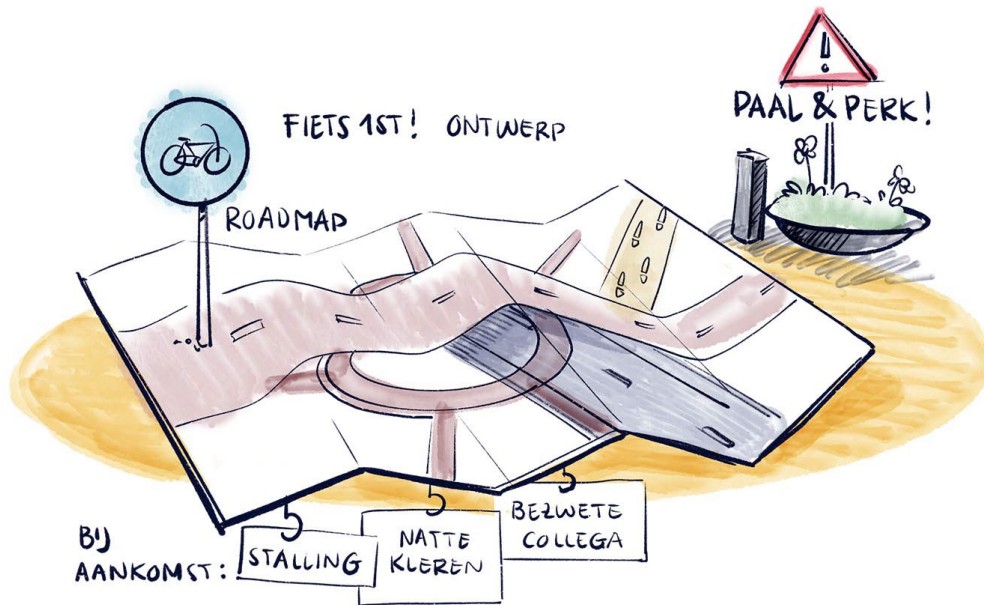 FIETS 1ST! ONTWERP
PAAL & PERK!
ROADMAP
BIJ
AANKOMST:
STALLING
NATTE
KLEREN
BEZWETE
COLLEGA